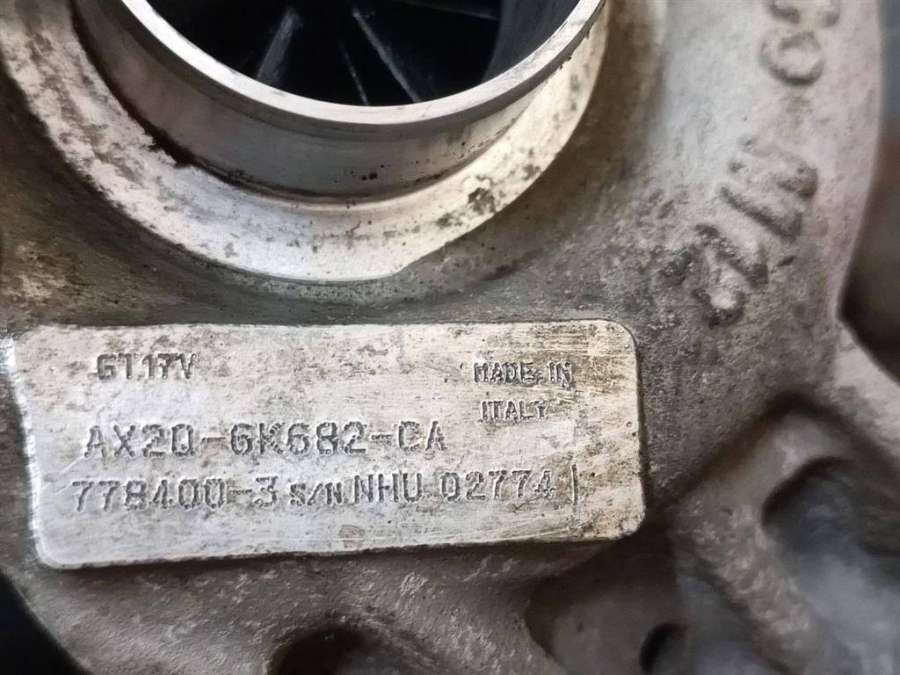 GT17V
MADE IN
ITALY
AX2Q-6K682-CA
778400-3 S/N.NHU 02774